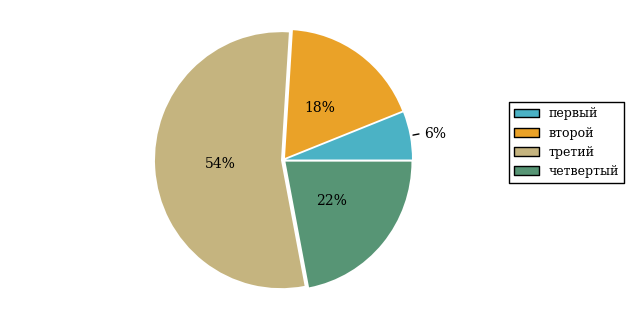 18%
6%
54%
22%
первый
второй
третий
четвертый